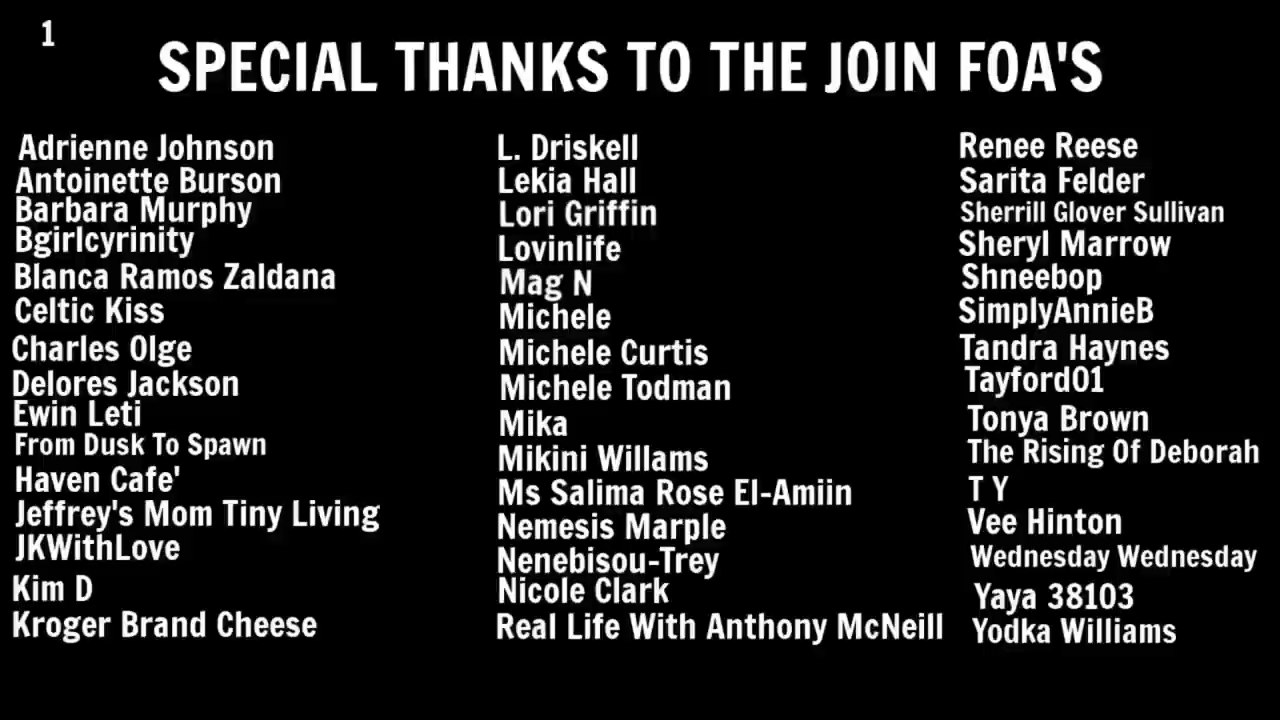 1
SPECIAL THANKS TO THE JOIN FOA'S
Adrienne Johnson
Antoinette Burson
Barbara Murphy
Bgirlcyrinity
Blanca Ramos Zaldana
Celtic Kiss
Charles Olge
Delores Jackson
Ewin Leti
From Dusk To Spawn
Haven Cafe'
Jeffrey's Mom Tiny Living
JKWithLove
Kim D
Kroger Brand Cheese
L. Driskell
Lekia Hall
Lori Griffin
Lovinlife
Mag N
Michele
Michele Curtis
Michele Todman
Mika
Mikini Willams
Ms Salima Rose El-Amiin
Nemesis Marple
Nenebisou-Trey
Nicole Clark
Real Life With Anthony McNeill
Renee Reese
Sarita Felder
Sherrill Glover Sullivan
Sheryl Marrow
Shneebop
SimplyAnnieB
Tandra Haynes
Tayford01
Tonya Brown
The Rising Of Deborah
T Y
Vee Hinton
Wednesday Wednesday
Yaya 38103
Yodka Williams